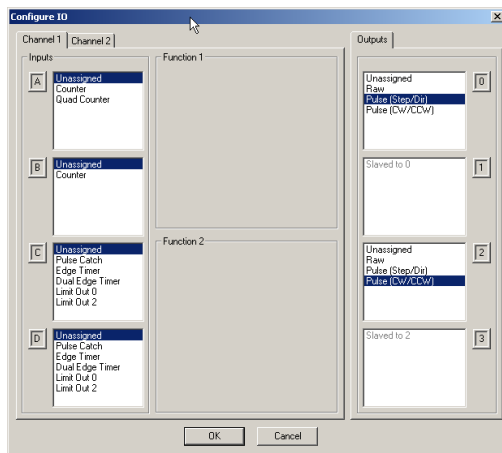 Configure IO
Channel 1 Channel 2
Inputs
A
Unassigned
Counter
Quad Counter
B
Unassigned
Counter
C
Unassigned
Pulse Catch
Edge Timer
Dual Edge Timer
Limit Out 0
Limit Out 2
D
Unassigned
Pulse Catch
Edge Timer
Dual Edge Timer
Limit Out 0
Limit Out 2
Function 1
Function 2
Outputs
Unassigned
Raw
Pulse (Step/Dir)
Pulse (CW/CCW)
0
Slaved to 0
1
Unassigned
Raw
Pulse (Step/Dir)
Pulse (CW/CCW)
2
Slaved to 2
3
OK Cancel